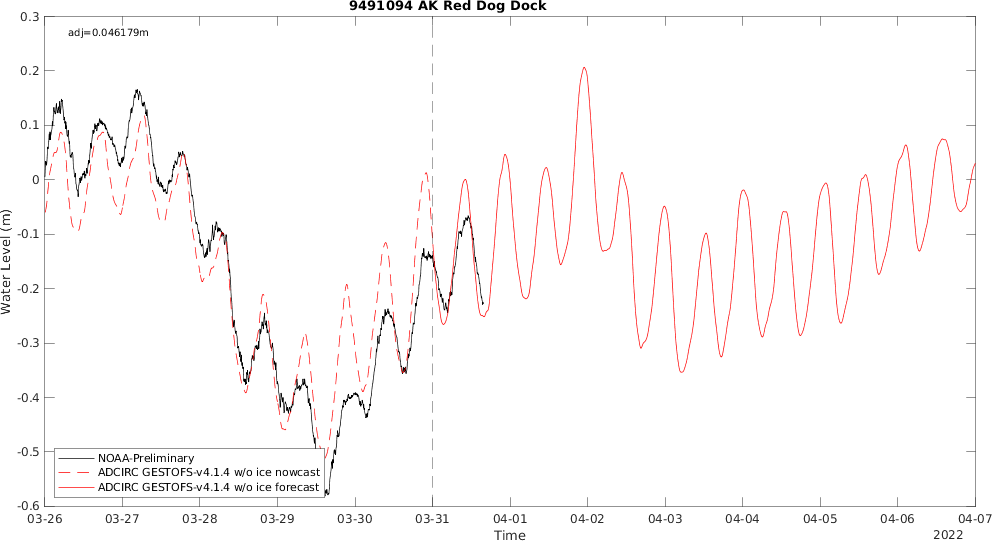 9491094 AK Red Dog Dock
adj=0.046179m
0.3
0.2
0.1
0
-0.1
-0.2
-0.3
-0.4
-0.5
-0.6
Water Level (m)
NOAA-Preliminary
ADCIRC GESTOFS-v4.1.4 w/o ice nowcast
ADCIRC GESTOFS-v4.1.4 w/o ice forecast
03-26 03-27 03-28 03-29 03-30 03-31 04-01 04-02 04-03 04-04 04-05 04-06 04-07
Time
2022